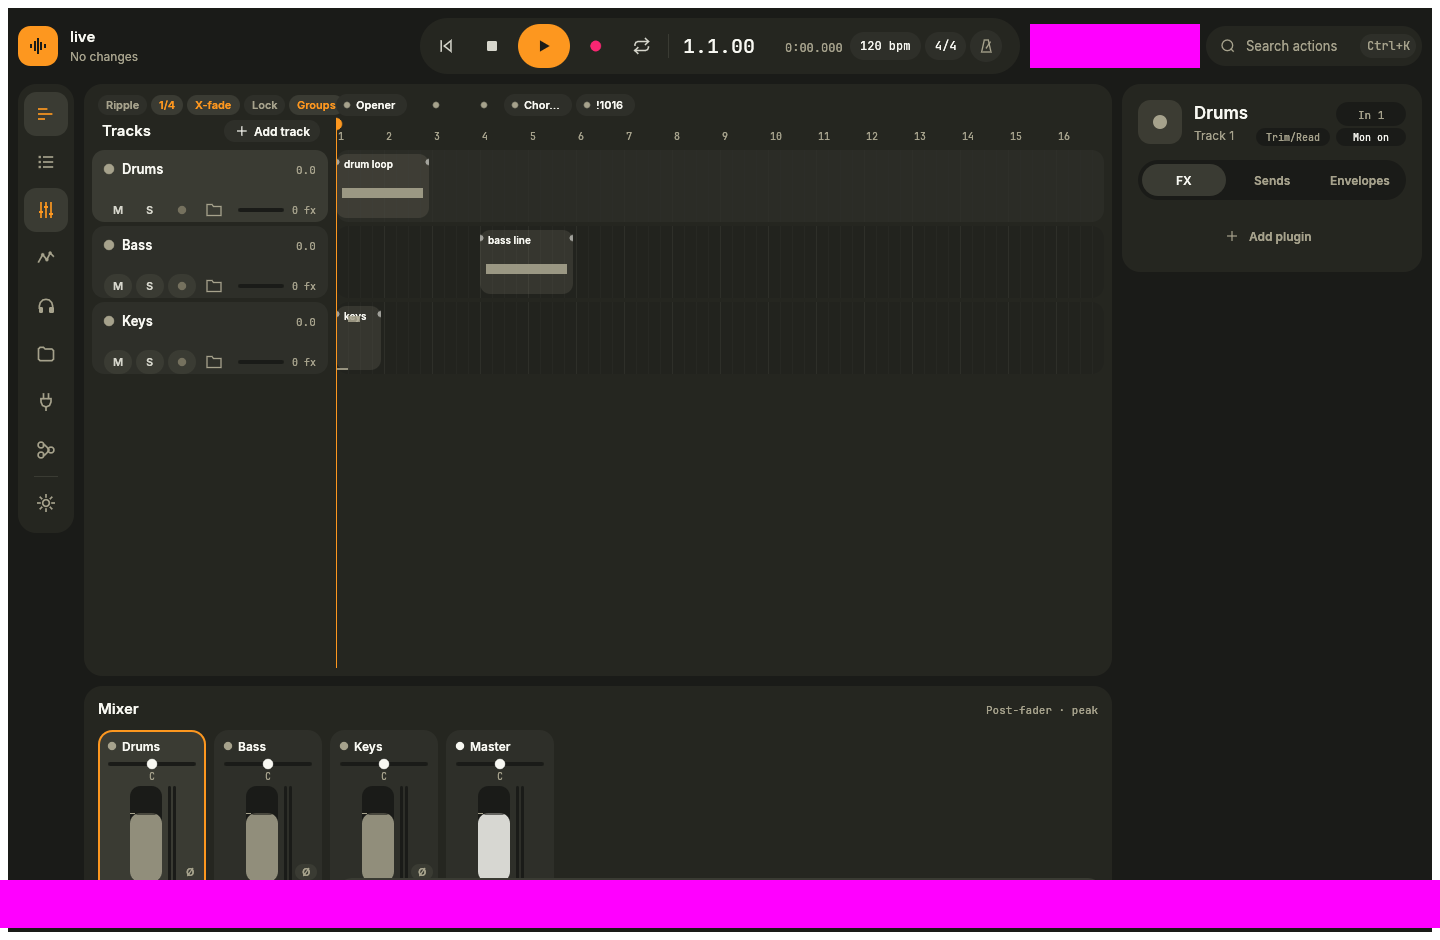 live
No changes
1.1.00
0:00.000
120 bpm
4/4
Search actions
Ctrl+K
Ripple
1/4
X-fade
Lock
Groups
Opener
Chor...
!1016
Tracks
Add track
1 2 3 4 5 6 7 8 9 10 11 12 13 14 15 16
Drums
0.0
M S
0 fx
drum loop
Bass
0.0
M S
0 fx
bass line
Keys
0.0
M S
0 fx
keys
Drums
Track 1
In 1
Trim/Read
Mon on
FX
Sends
Envelopes
Add plugin
Mixer
Post-fader · peak
Drums
C
Ø
Bass
C
Ø
Keys
C
Ø
Master
C